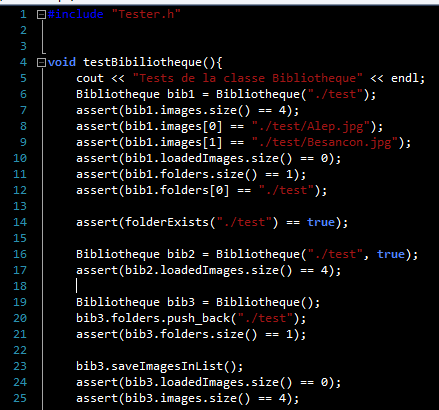 1 #include "Tester.h"
2
3
4 void testBibiliotheque(){
5 cout << "Tests de la classe Bibliotheque" << endl;
6 Bibliotheque bib1 = Bibliotheque("./test");
7 assert(bib1.images.size() == 4);
8 assert(bib1.images[0] == "./test/Alep.jpg");
9 assert(bib1.images[1] == "./test/Besancon.jpg");
10 assert(bib1.loadedImages.size() == 0);
11 assert(bib1.folders.size() == 1);
12 assert(bib1.folders[0] == "./test");
13
14 assert(folderExists("./test") == true);
15
16 Bibliotheque bib2 = Bibliotheque("./test", true);
17 assert(bib2.loadedImages.size() == 4);
18
19 Bibliotheque bib3 = Bibliotheque();
20 bib3.folders.push_back("./test");
21 assert(bib3.folders.size() == 1);
22
23 bib3.saveImagesInList();
24 assert(bib3.loadedImages.size() == 0);
25 assert(bib3.images.size() == 4);